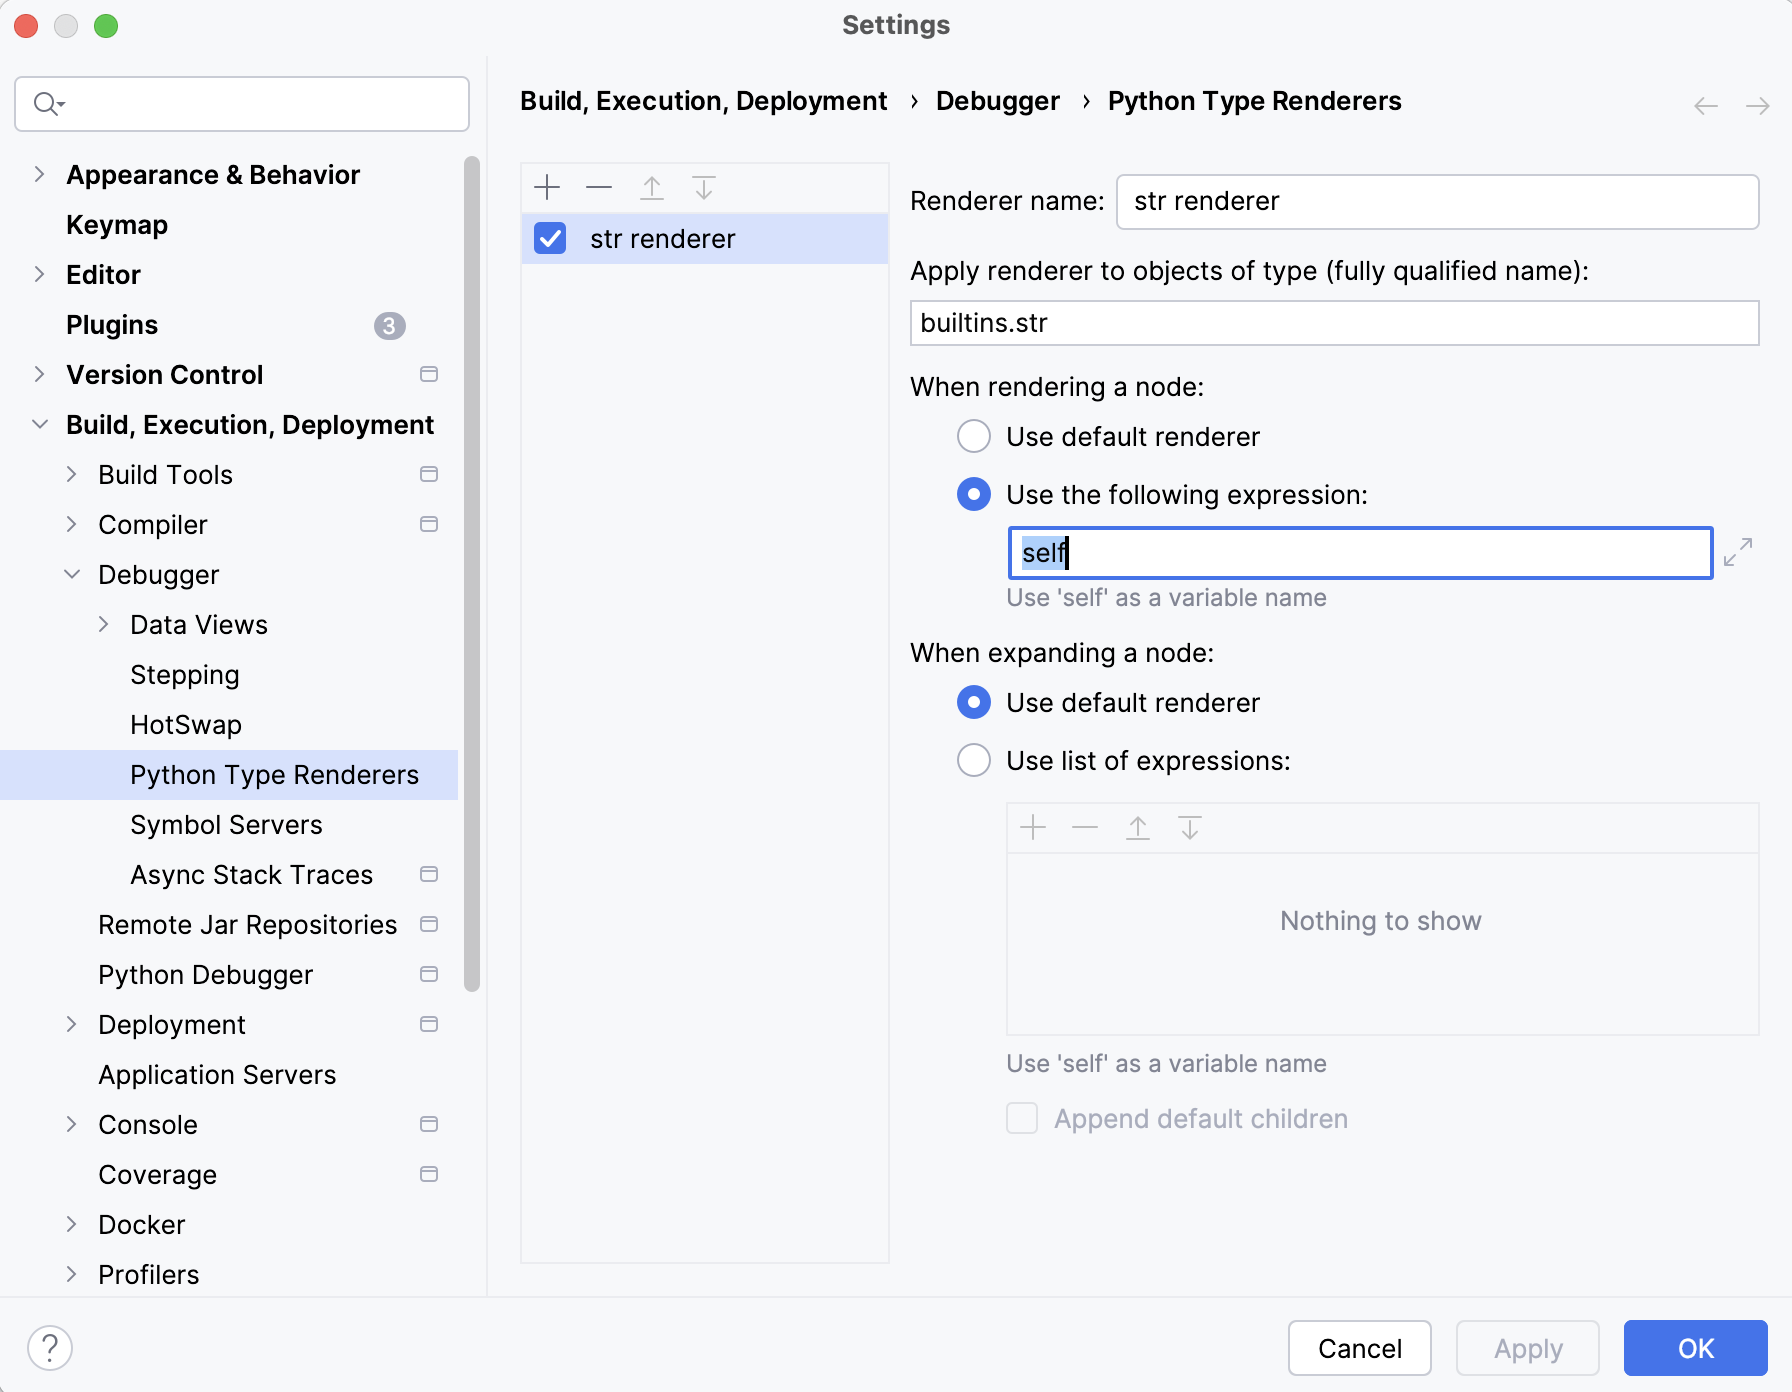 Settings
Build, Execution, Deployment › Debugger › Python Type Renderers
Appearance & Behavior
Keymap
Editor
Plugins 3
Version Control
Build, Execution, Deployment
Build Tools
Compiler
Debugger
Data Views
Stepping
HotSwap
Python Type Renderers
Symbol Servers
Async Stack Traces
Remote Jar Repositories
Python Debugger
Deployment
Application Servers
Console
Coverage
Docker
Profilers
str renderer
Renderer name: str renderer
Apply renderer to objects of type (fully qualified name):
builtins.str
When rendering a node:
Use default renderer
Use the following expression:
self
Use 'self' as a variable name
When expanding a node:
Use default renderer
Use list of expressions:
Nothing to show
Use 'self' as a variable name
Append default children
? Cancel Apply OK